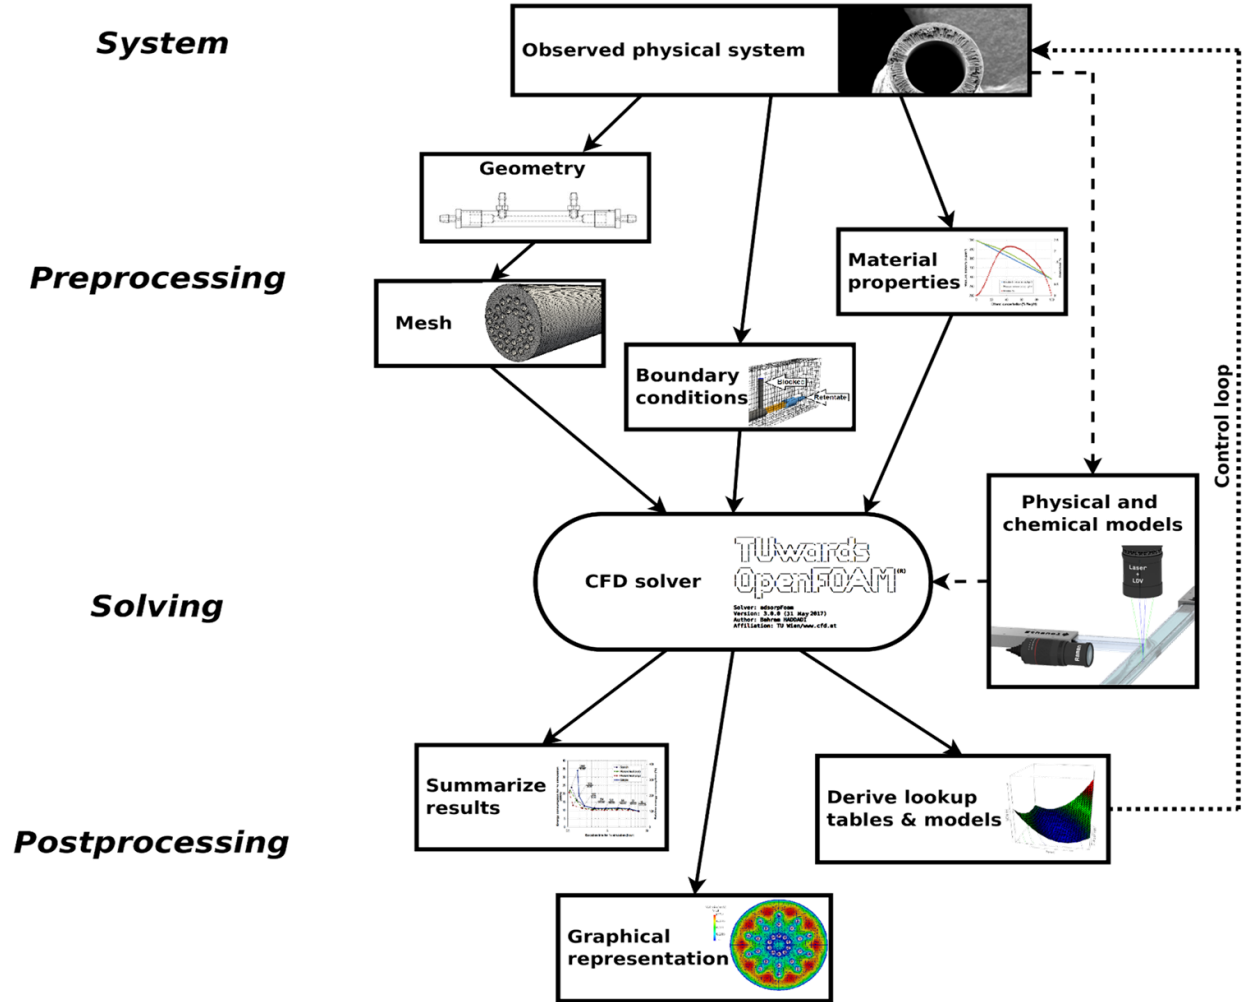 System
Observed physical system
Geometry
Preprocessing
Material
properties
Mesh
Boundary
conditions
Blocked
Retentate
Control loop
Physical and
chemical models
Laser
+
LDV
Solving
CFD solver
TUwards
OpenFOAM(R)
Solver: adsorpFoam
Version: 3.0.0 (31 May 2017)
Author: Bahram HADDADI
Affiliation: TU Wien/www.cfd.at
Summarize
results
Derive lookup
tables & models
Postprocessing
Graphical
representation